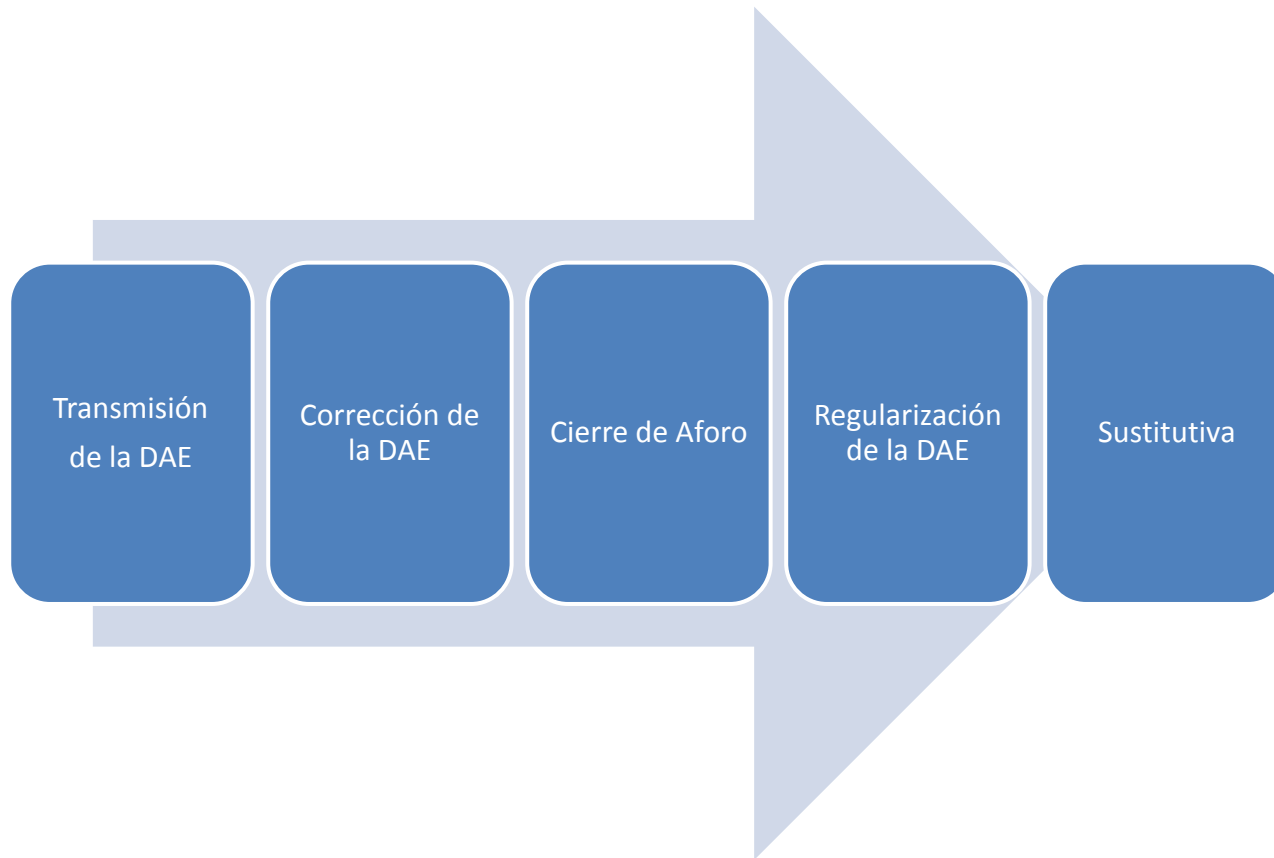 Transmisión
de la DAE
Corrección de
la DAE
Cierre de Aforo
Regularización
de la DAE
Sustitutiva